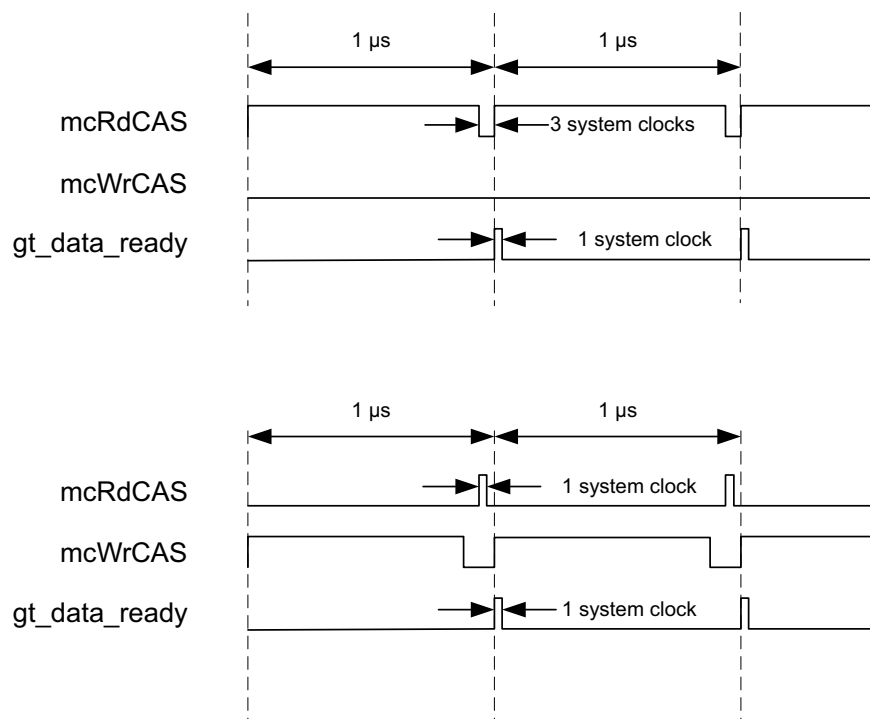 1 µs 1 µs
mcRdCAS 3 system clocks
mcWrCAS
gt_data_ready 1 system clock
1 µs 1 µs
mcRdCAS 1 system clock
mcWrCAS
gt_data_ready 1 system clock